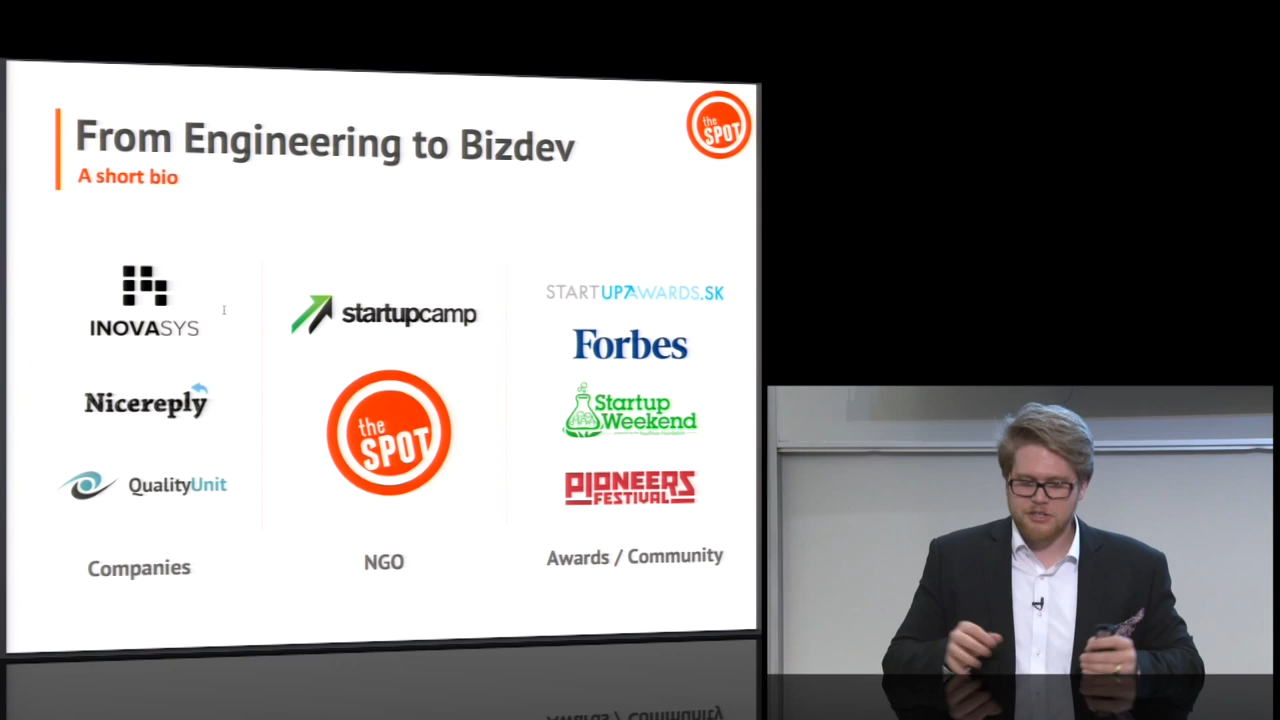 From Engineering to Bizdev
A short bio
the
SPOT
INOVASYS
Nicereply
QualityUnit
Companies
startupcamp
the
SPOT
NGO
STARTUPAWARDS.SK
Forbes
Startup
Weekend
PIONEERS
FESTIVAL
Awards / Community